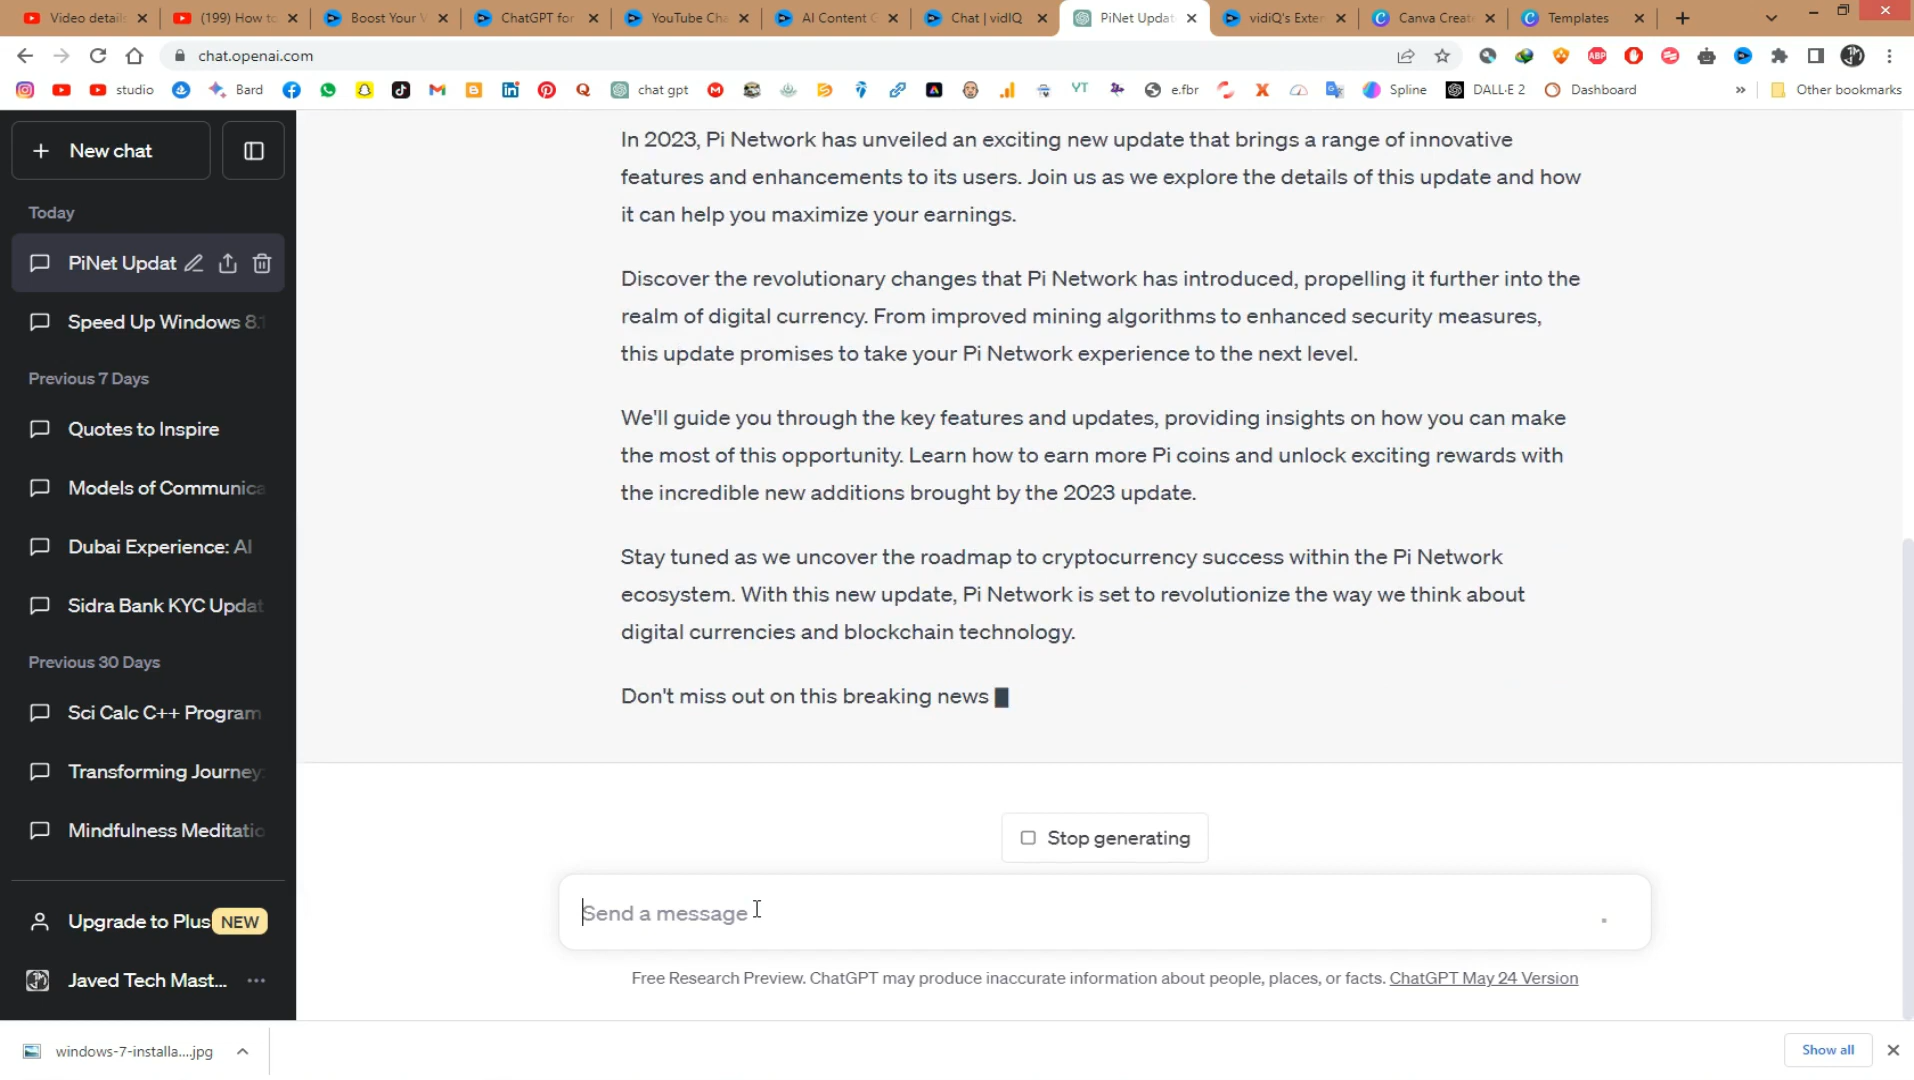 Video details
(199) How to
Boost Your V
ChatGPT for
YouTube Cha
AI Content G
Chat | vidIQ
PiNet Updat
vidiQ's Exten
Canva Create
Templates
chat.openai.com
studio
Bard
chat gpt
YT
e.fbr
Spline
DALL·E 2
Dashboard
»
Other bookmarks
ABP
+ New chat
Today
PiNet Updat
Speed Up Windows 8.1
Previous 7 Days
Quotes to Inspire
Models of Communica
Dubai Experience: AI
Sidra Bank KYC Updat
Previous 30 Days
Sci Calc C++ Program
Transforming Journey:
Mindfulness Meditatio
Upgrade to Plus NEW
Javed Tech Mast...
In 2023, Pi Network has unveiled an exciting new update that brings a range of innovative
features and enhancements to its users. Join us as we explore the details of this update and how
it can help you maximize your earnings.
Discover the revolutionary changes that Pi Network has introduced, propelling it further into the
realm of digital currency. From improved mining algorithms to enhanced security measures,
this update promises to take your Pi Network experience to the next level.
We'll guide you through the key features and updates, providing insights on how you can make
the most of this opportunity. Learn how to earn more Pi coins and unlock exciting rewards with
the incredible new additions brought by the 2023 update.
Stay tuned as we uncover the roadmap to cryptocurrency success within the Pi Network
ecosystem. With this new update, Pi Network is set to revolutionize the way we think about
digital currencies and blockchain technology.
Don't miss out on this breaking news
Stop generating
Send a message
Free Research Preview. ChatGPT may produce inaccurate information about people, places, or facts. ChatGPT May 24 Version
windows-7-installa....jpg
Show all